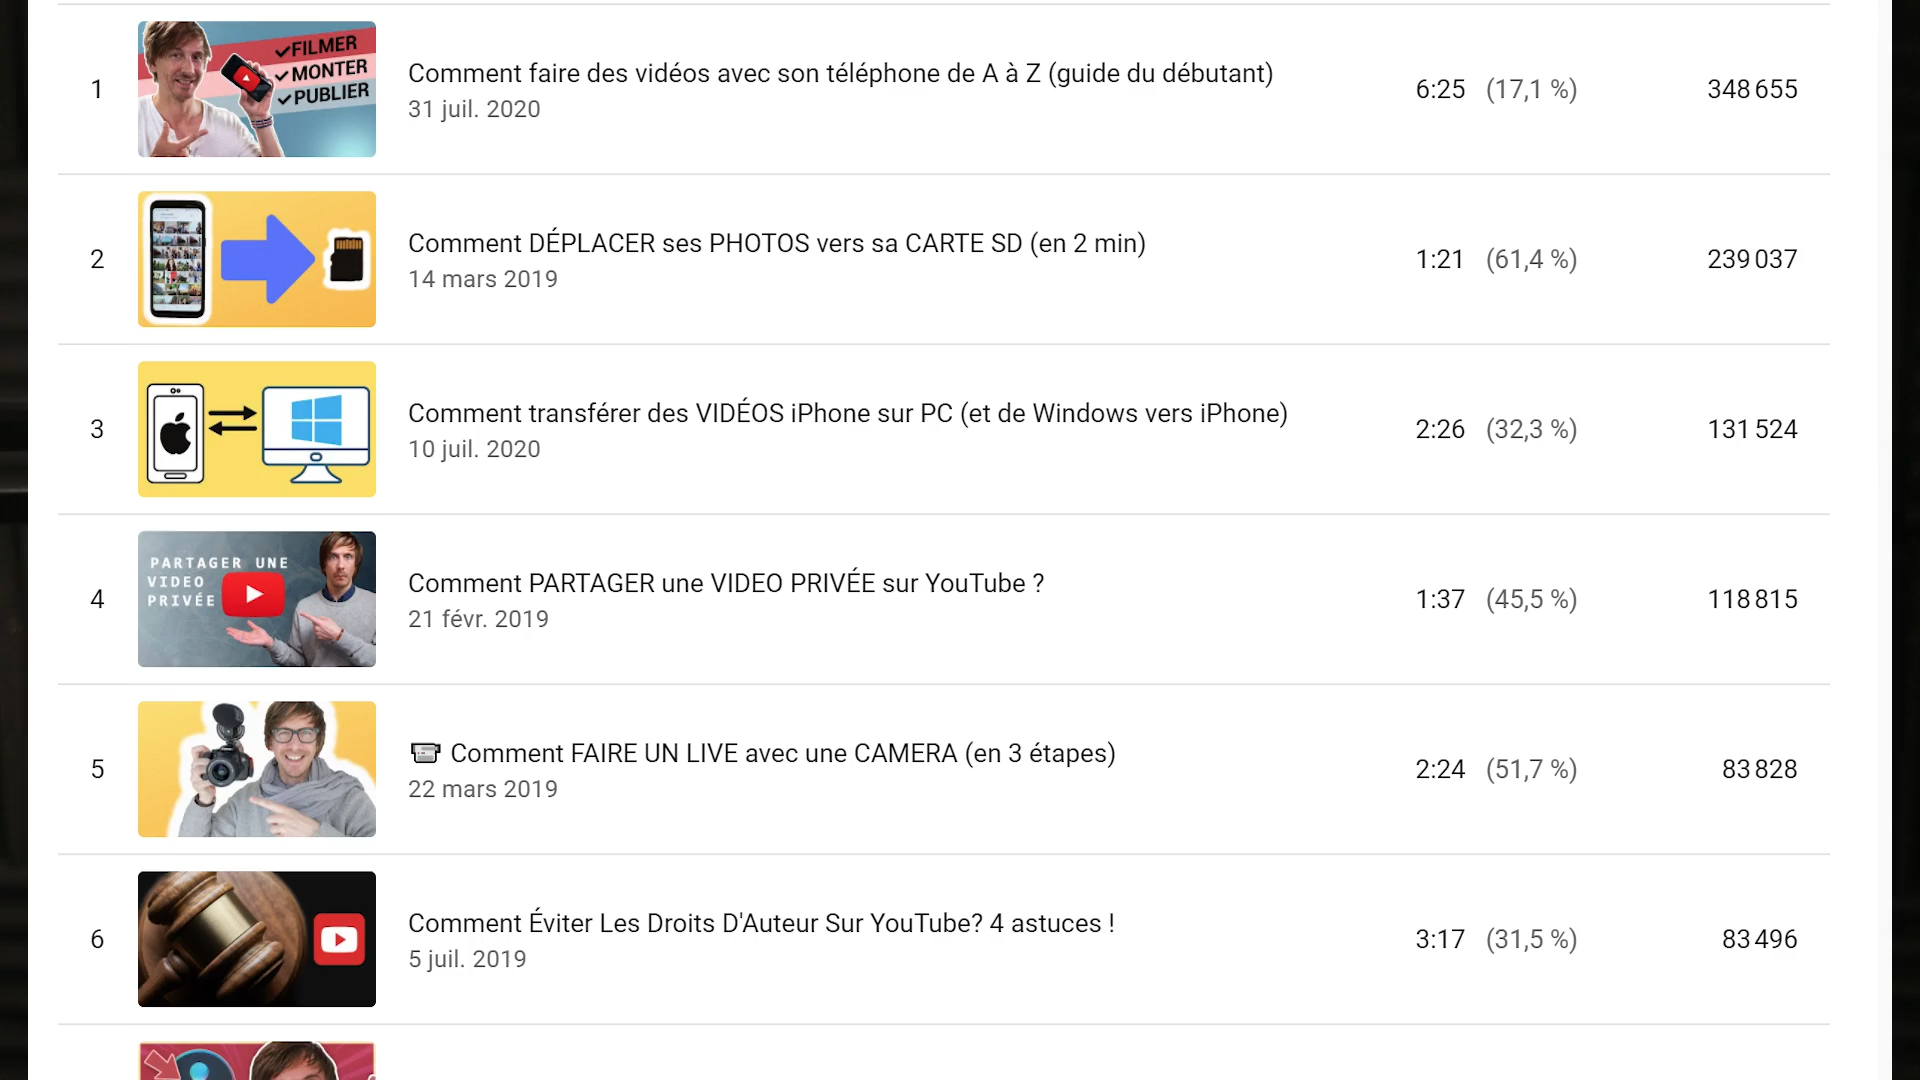 1
✓FILMER
✓MONTER
✓PUBLIER
Comment faire des vidéos avec son téléphone de A à Z (guide du débutant)
31 juil. 2020
6:25 (17,1 %)
348 655
2
Comment DÉPLACER ses PHOTOS vers sa CARTE SD (en 2 min)
14 mars 2019
1:21 (61,4 %)
239 037
3
Comment transférer des VIDÉOS iPhone sur PC (et de Windows vers iPhone)
10 juil. 2020
2:26 (32,3 %)
131 524
4
PARTAGER UNE
VIDEO
PRIVÉE
Comment PARTAGER une VIDEO PRIVÉE sur YouTube ?
21 févr. 2019
1:37 (45,5 %)
118 815
5
Comment FAIRE UN LIVE avec une CAMERA (en 3 étapes)
22 mars 2019
2:24 (51,7 %)
83 828
6
Comment Éviter Les Droits D'Auteur Sur YouTube? 4 astuces !
5 juil. 2019
3:17 (31,5 %)
83 496